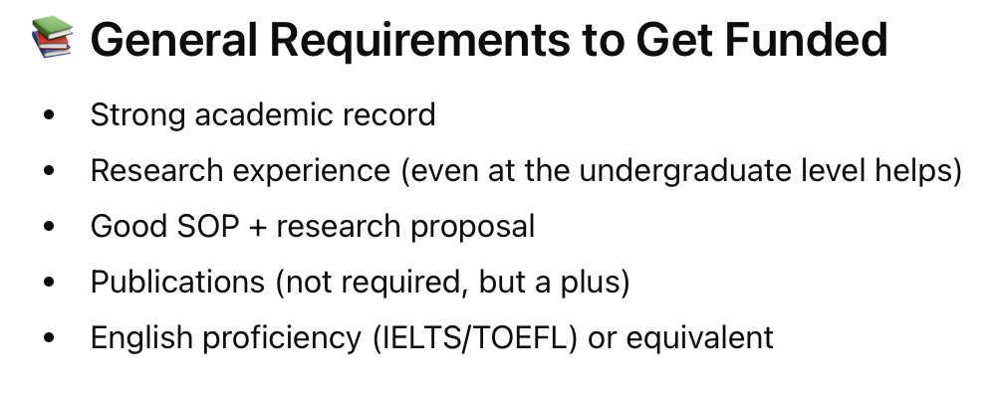 📚 General Requirements to Get Funded
• Strong academic record
• Research experience (even at the undergraduate level helps)
• Good SOP + research proposal
• Publications (not required, but a plus)
• English proficiency (IELTS/TOEFL) or equivalent